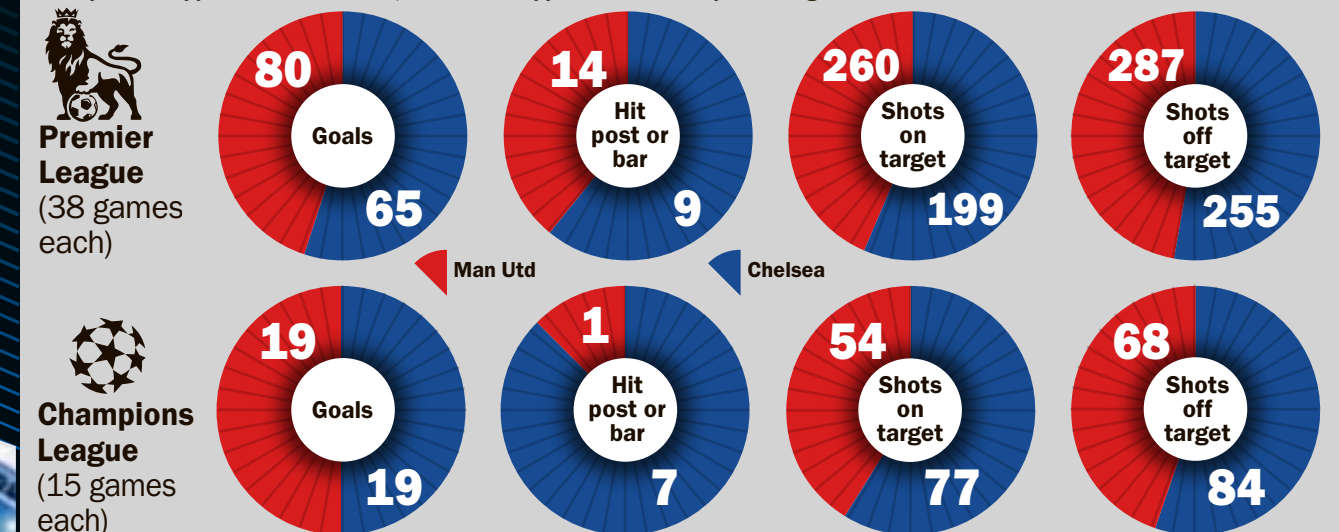 80
14
260
287
Goals
Hit
post or
bar
Shots
on
target
Shots
off
target
Premier
League
(38 games
each)
65
9
199
255
Man Utd
Chelsea
19
1
54
68
Goals
Hit
post or
bar
Shots
on
target
Shots
off
target
Champions
League
(15 games
each)
19
7
77
84